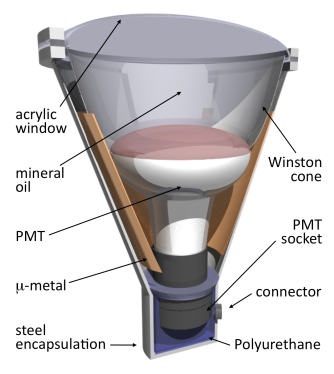 acrylic
window
mineral
oil
PMT
μ-metal
steel
encapsulation
Winston
cone
PMT
socket
connector
Polyurethane